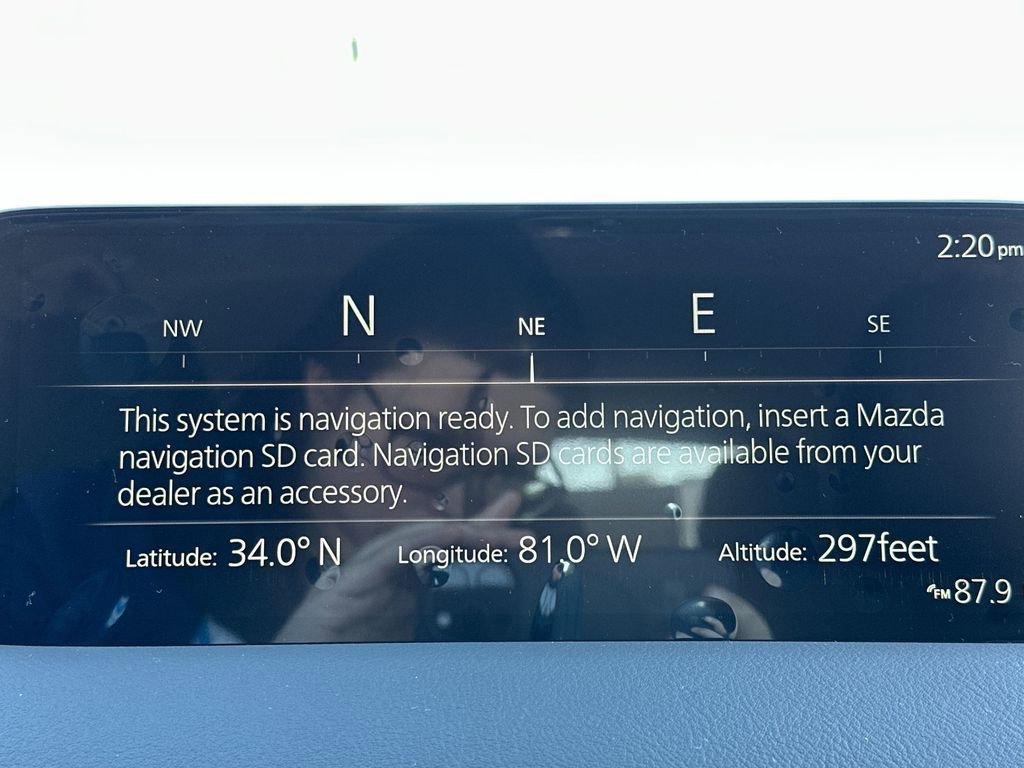 2:20 pm
NW N NE E SE
This system is navigation ready. To add navigation, insert a Mazda
navigation SD card. Navigation SD cards are available from your
dealer as an accessory.
Latitude: 34.0° N Longitude: 81.0° W Altitude: 297feet
FM 87.9